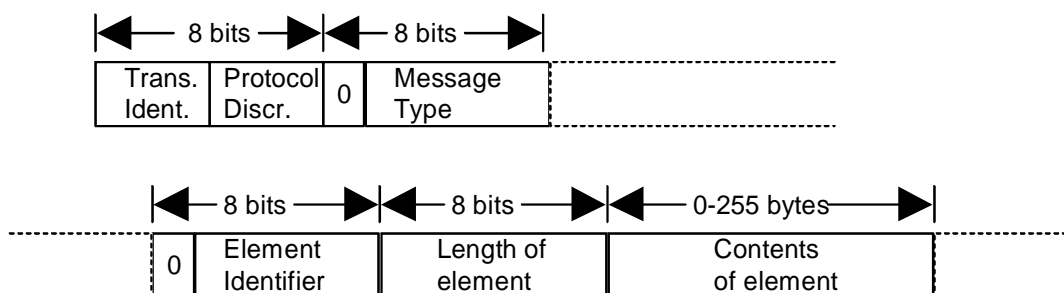 8 bits 8 bits
Trans. Protocol 0 Message
Ident. Discr. Type
8 bits 8 bits 0-255 bytes
0 Element Length of Contents
Identifier element of element